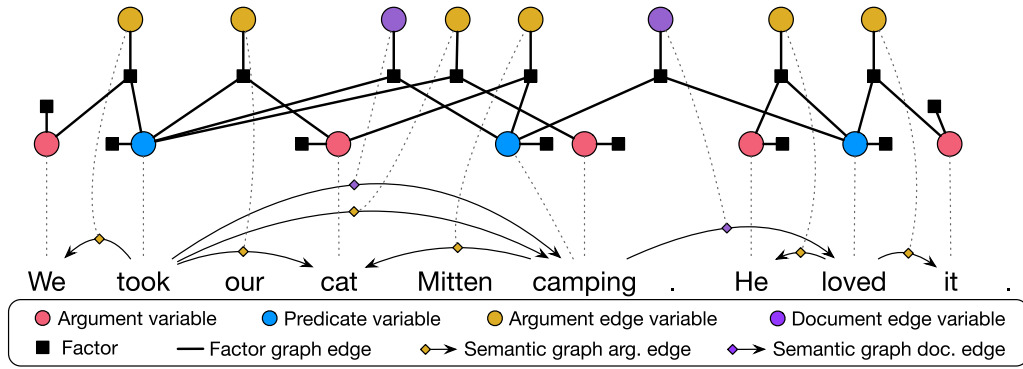 We took our cat Mitten camping . He loved it .
Argument variable Predicate variable Argument edge variable Document edge variable
Factor Factor graph edge Semantic graph arg. edge Semantic graph doc. edge